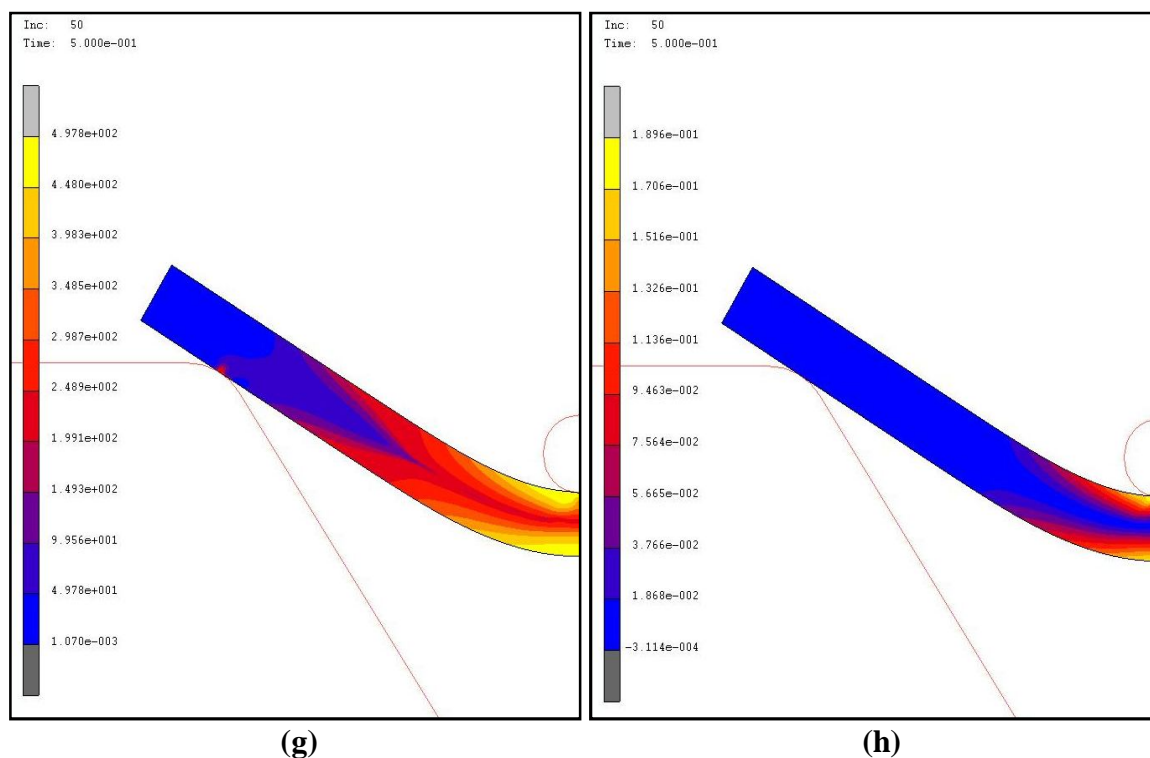 Inc: 50
Time: 5.000e-001
4.978e+002
4.480e+002
3.983e+002
3.485e+002
2.987e+002
2.489e+002
1.991e+002
1.493e+002
9.956e+001
4.978e+001
1.070e-003
(g)
Inc: 50
Time: 5.000e-001
1.896e-001
1.706e-001
1.516e-001
1.326e-001
1.136e-001
9.463e-002
7.564e-002
5.665e-002
3.766e-002
1.868e-002
-3.114e-004
(h)